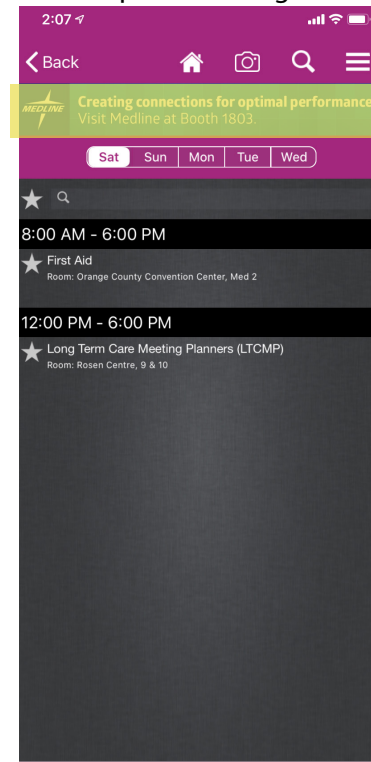 2:07
Back
MEDLINE
Creating connections for optimal performance
Visit Medline at Booth 1803.
Sat Sun Mon Tue Wed
8:00 AM - 6:00 PM
First Aid
Room: Orange County Convention Center, Med 2
12:00 PM - 6:00 PM
Long Term Care Meeting Planners (LTCMP)
Room: Rosen Centre, 9 & 10